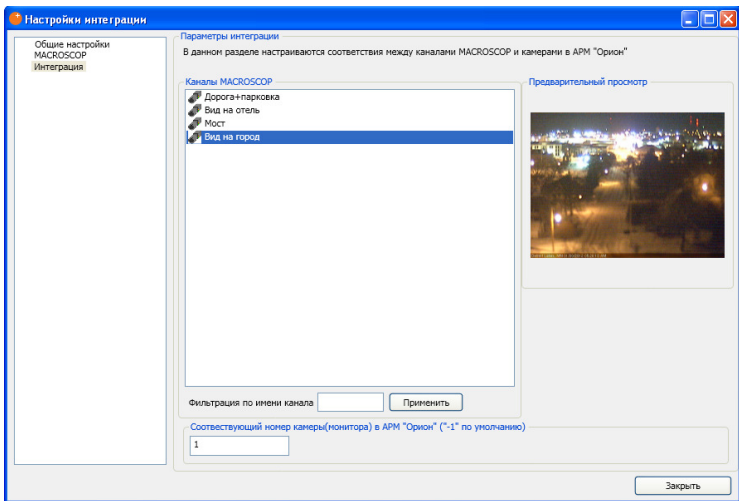 Настройки интеграции
Общие настройки
MACROSCOP
Интеграция
Параметры интеграции
В данном разделе настраиваются соответствия между каналами MACROSCOP и камерами в АРМ "Орион"
Каналы MACROSCOP
Предварительный просмотр
Дорога+парковка
Вид на отель
Мост
Вид на город
Фильтрация по имени канала
Применить
Соотвествующий номер камеры(монитора) в АРМ "Орион" ("-1" по умолчанию)
1
Закрыть